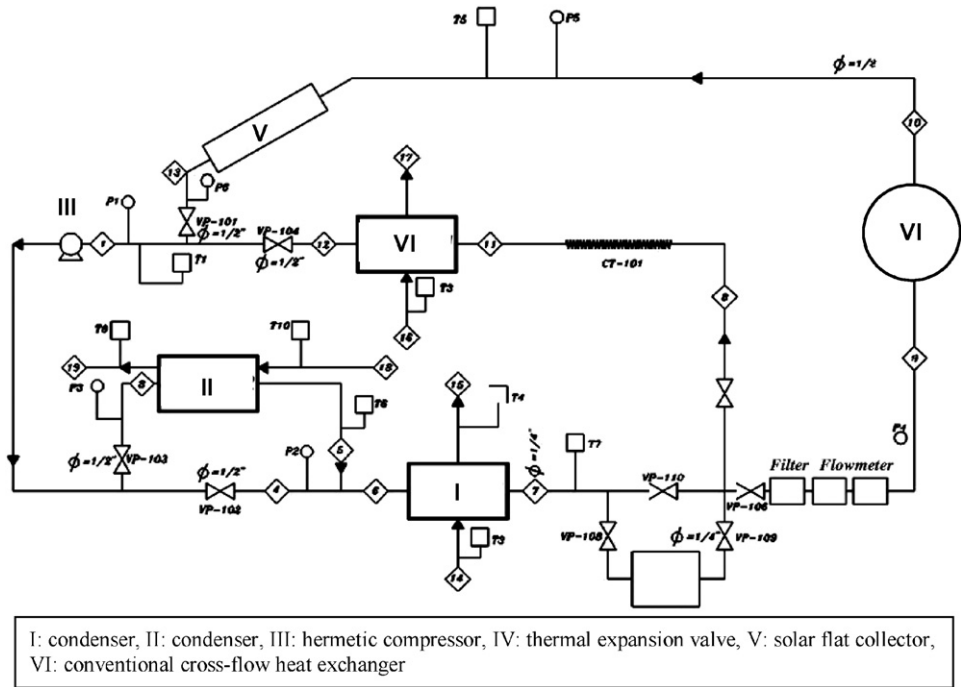 T5
P5
ϕ=1/2
10
V
17
13
P6
P1
III
VP-101
ϕ=1/2"
VP-104
VI
VI
1
12
11
ϕ=1/2"
CT-101
T1
T3
8
16
T10
19
18
9
3
II
P3
T4
15
P2
5
ϕ=1/4"
T7
ϕ=1/2"
VP-103
ϕ=1/2"
4
6
I
7
VP-110
Filter
Flowmeter
VP-102
VP-106
T3
VP-108
ϕ=1/4"
VP-109
14
I: condenser, II: condenser, III: hermetic compressor, IV: thermal expansion valve, V: solar flat collector,
VI: conventional cross-flow heat exchanger